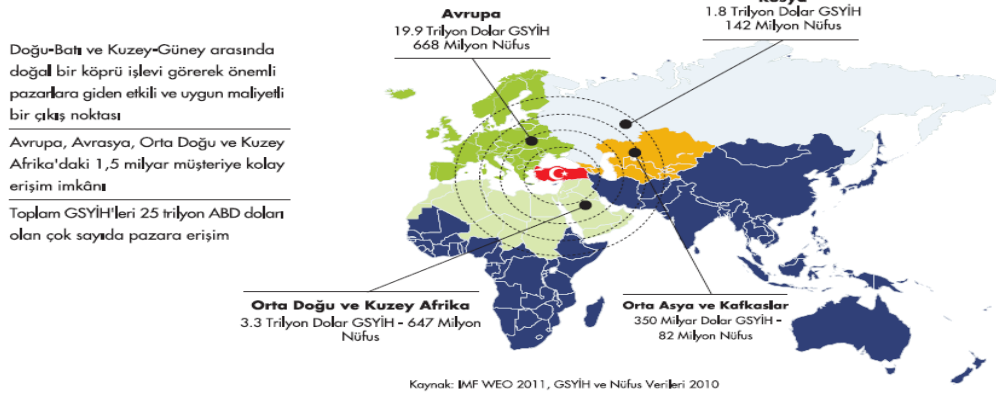 Doğu-Batı ve Kuzey-Güney arasında
doğal bir köprü işlevi görerek önemli
pazarlara giden etkili ve uygun maliyetli
bir çıkış noktası
Avrupa, Avrasya, Orta Doğu ve Kuzey
Afrika'daki 1,5 milyar müşteriye kolay
erişim imkânı
Toplam GSYİH'leri 25 trilyon ABD doları
olan çok sayıda pazara erişim
Avrupa
19.9 Trilyon Dolar GSYİH
668 Milyon Nüfus
Rusya
1.8 Trilyon Dolar GSYİH
142 Milyon Nüfus
Orta Doğu ve Kuzey Afrika
3.3 Trilyon Dolar GSYİH - 647 Milyon
Nüfus
Orta Asya ve Kafkaslar
350 Milyar Dolar GSYİH -
82 Milyon Nüfus
Kaynak: IMF WEO 2011, GSYİH ve Nüfus Verileri 2010